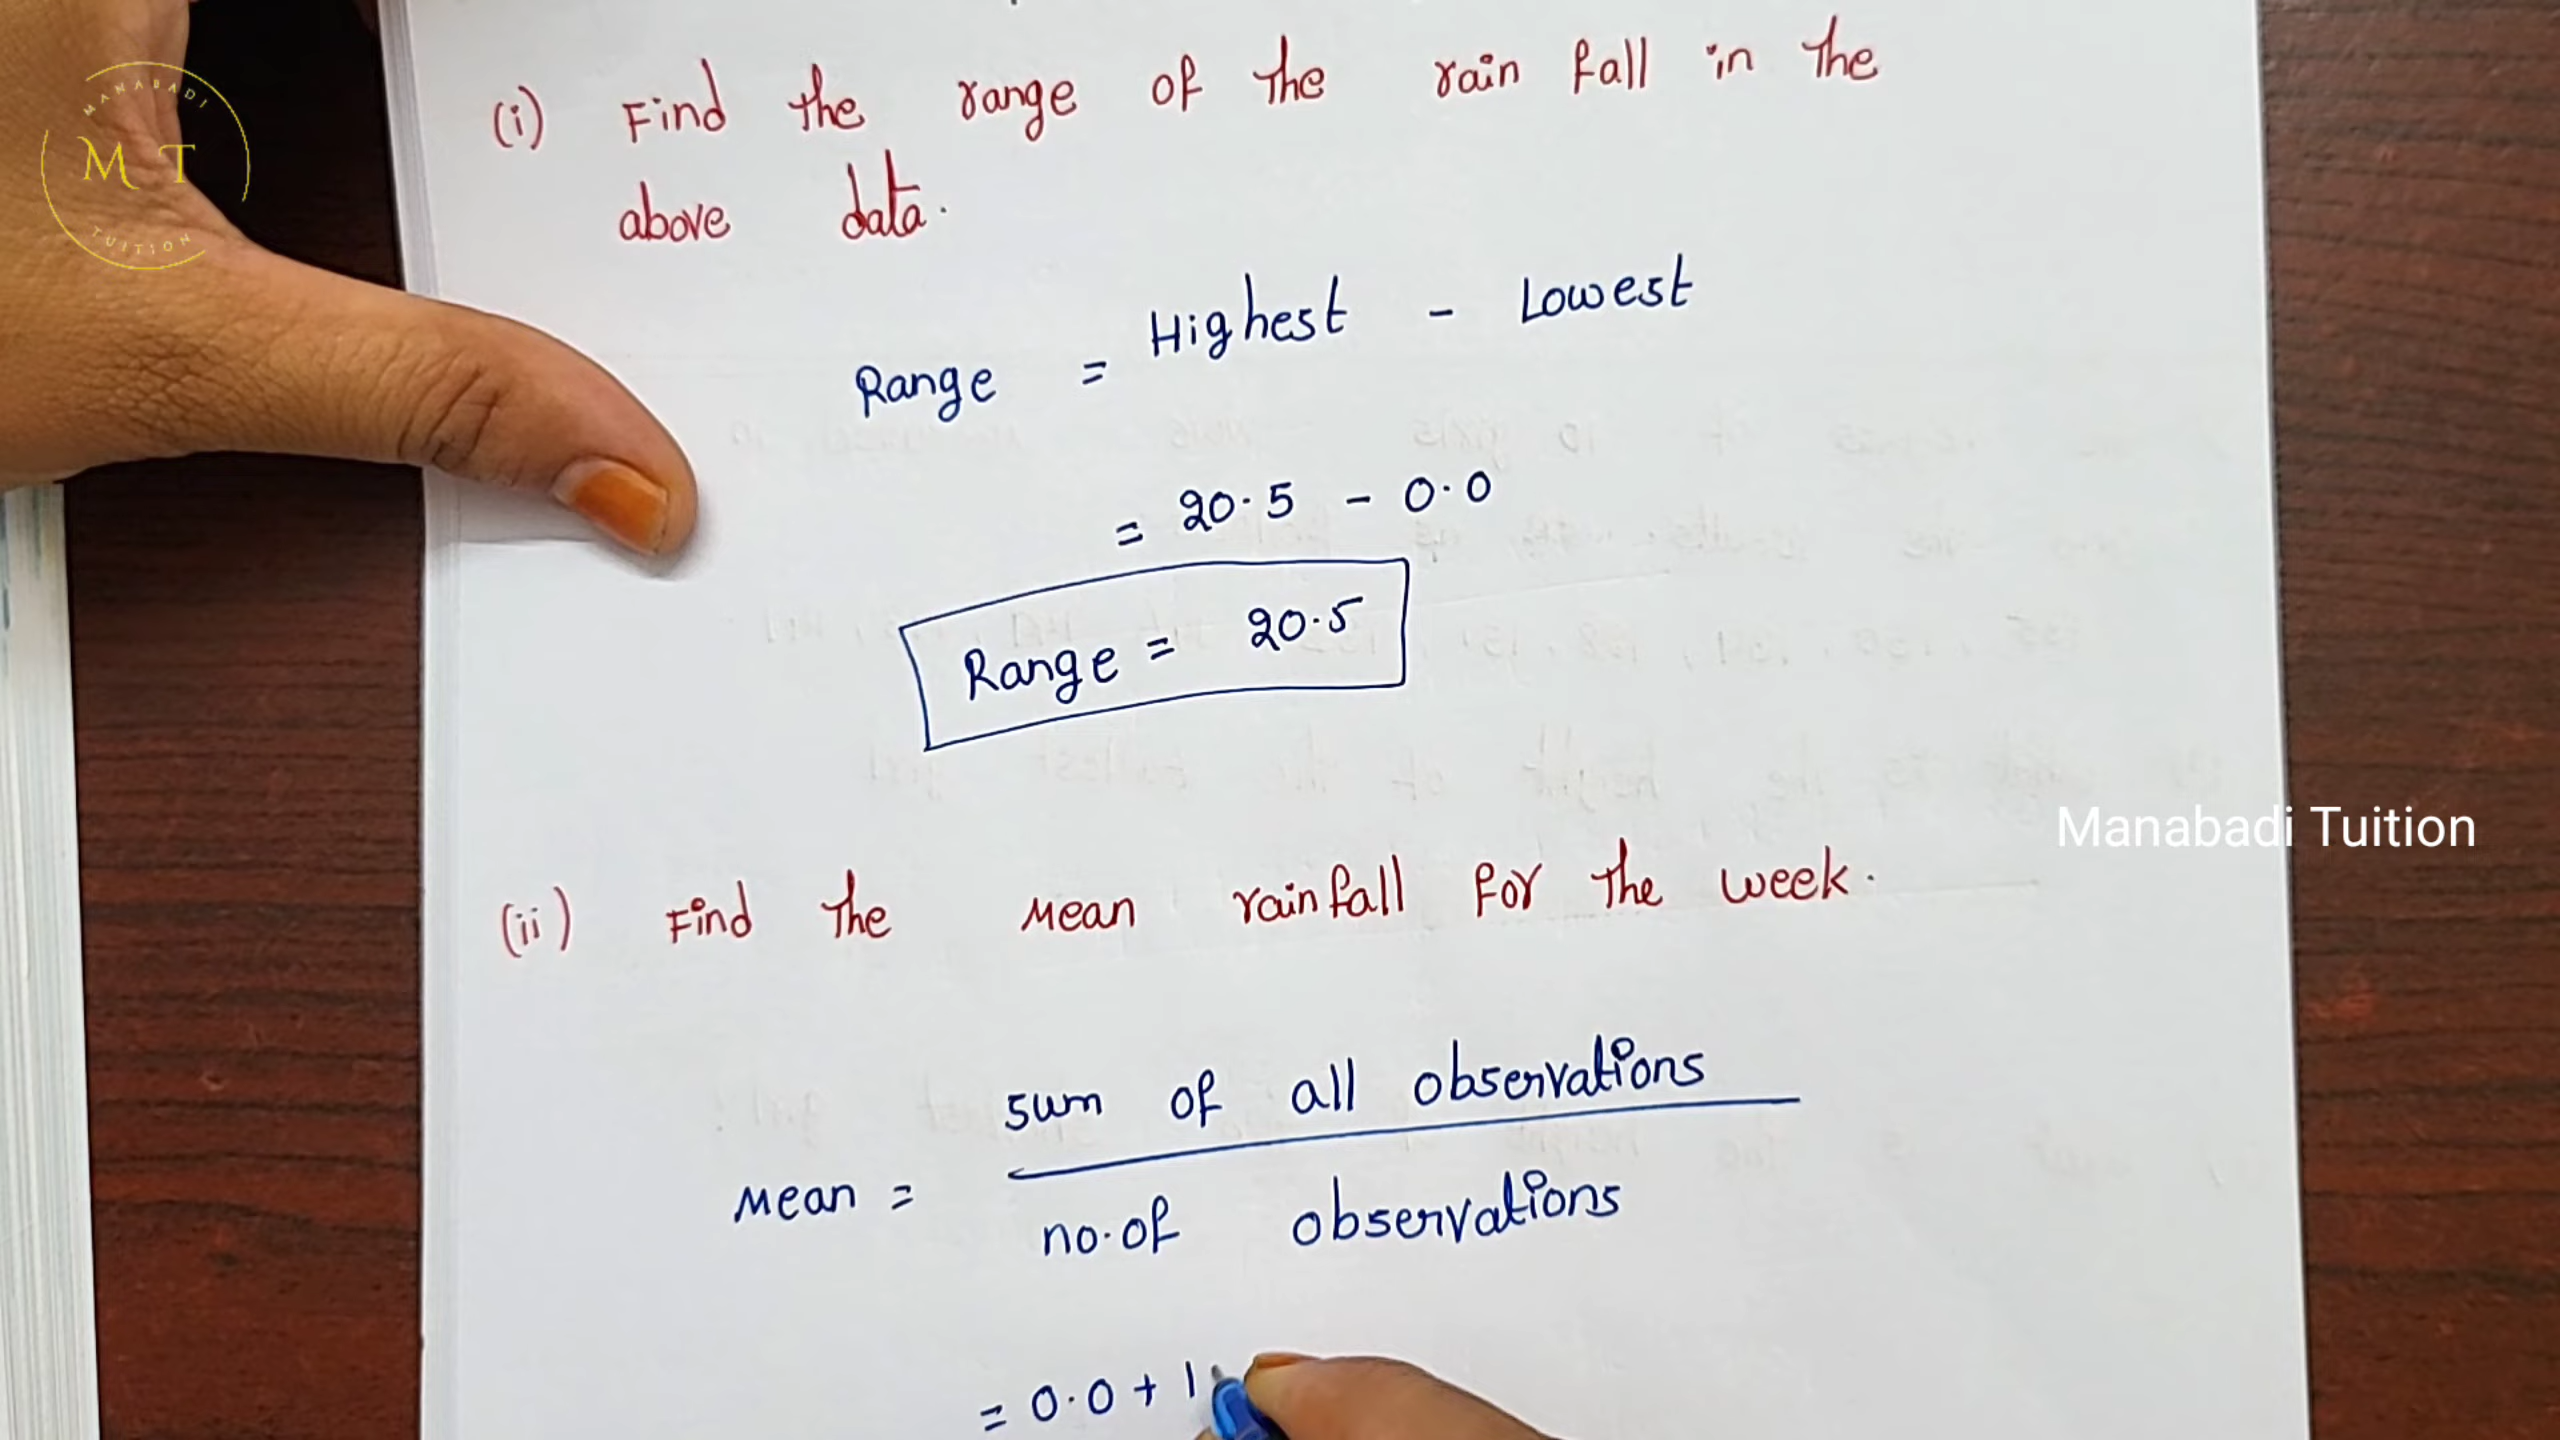 MANABADI
M T
TUITION
(i) Find the range of the rain fall in the
above data.
Range = Highest - Lowest
= 20.5 - 0.0
Range = 20.5
Manabadi Tuition
(ii) Find the Mean rainfall for the week.
sum of all observations
Mean =
no.of observations
= 0.0 + 1